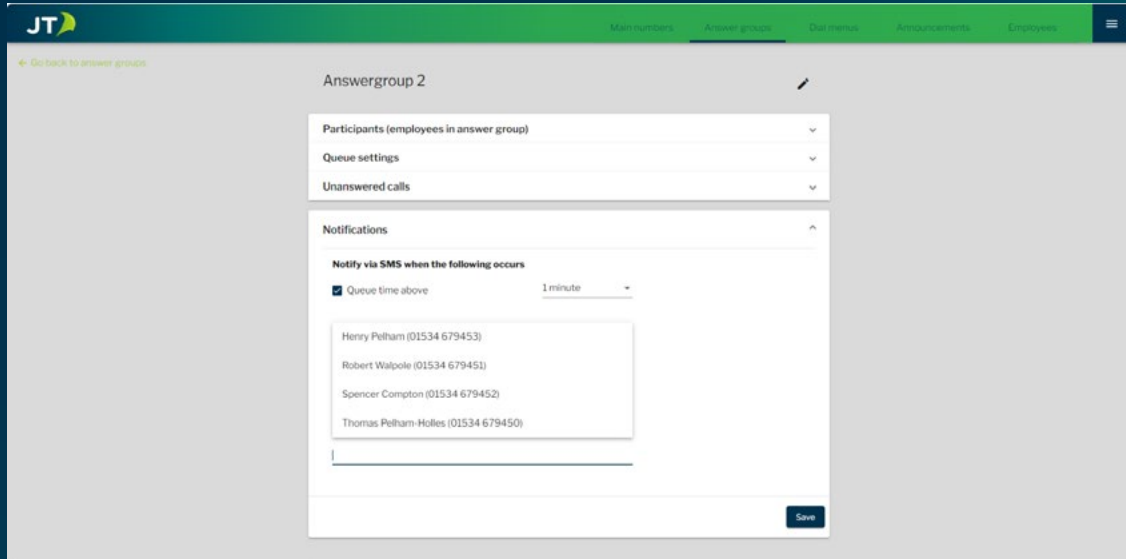 JT
Main numbers Answer groups Dial menus Announcements Employees
← Go back to answer groups
Answergroup 2
Participants (employees in answer group)
Queue settings
Unanswered calls
Notifications
Notify via SMS when the following occurs
Queue time above 1 minute
Henry Pelham (01534 679453)
Robert Walpole (01534 679451)
Spencer Compton (01534 679452)
Thomas Pelham-Holles (01534 679450)
Save